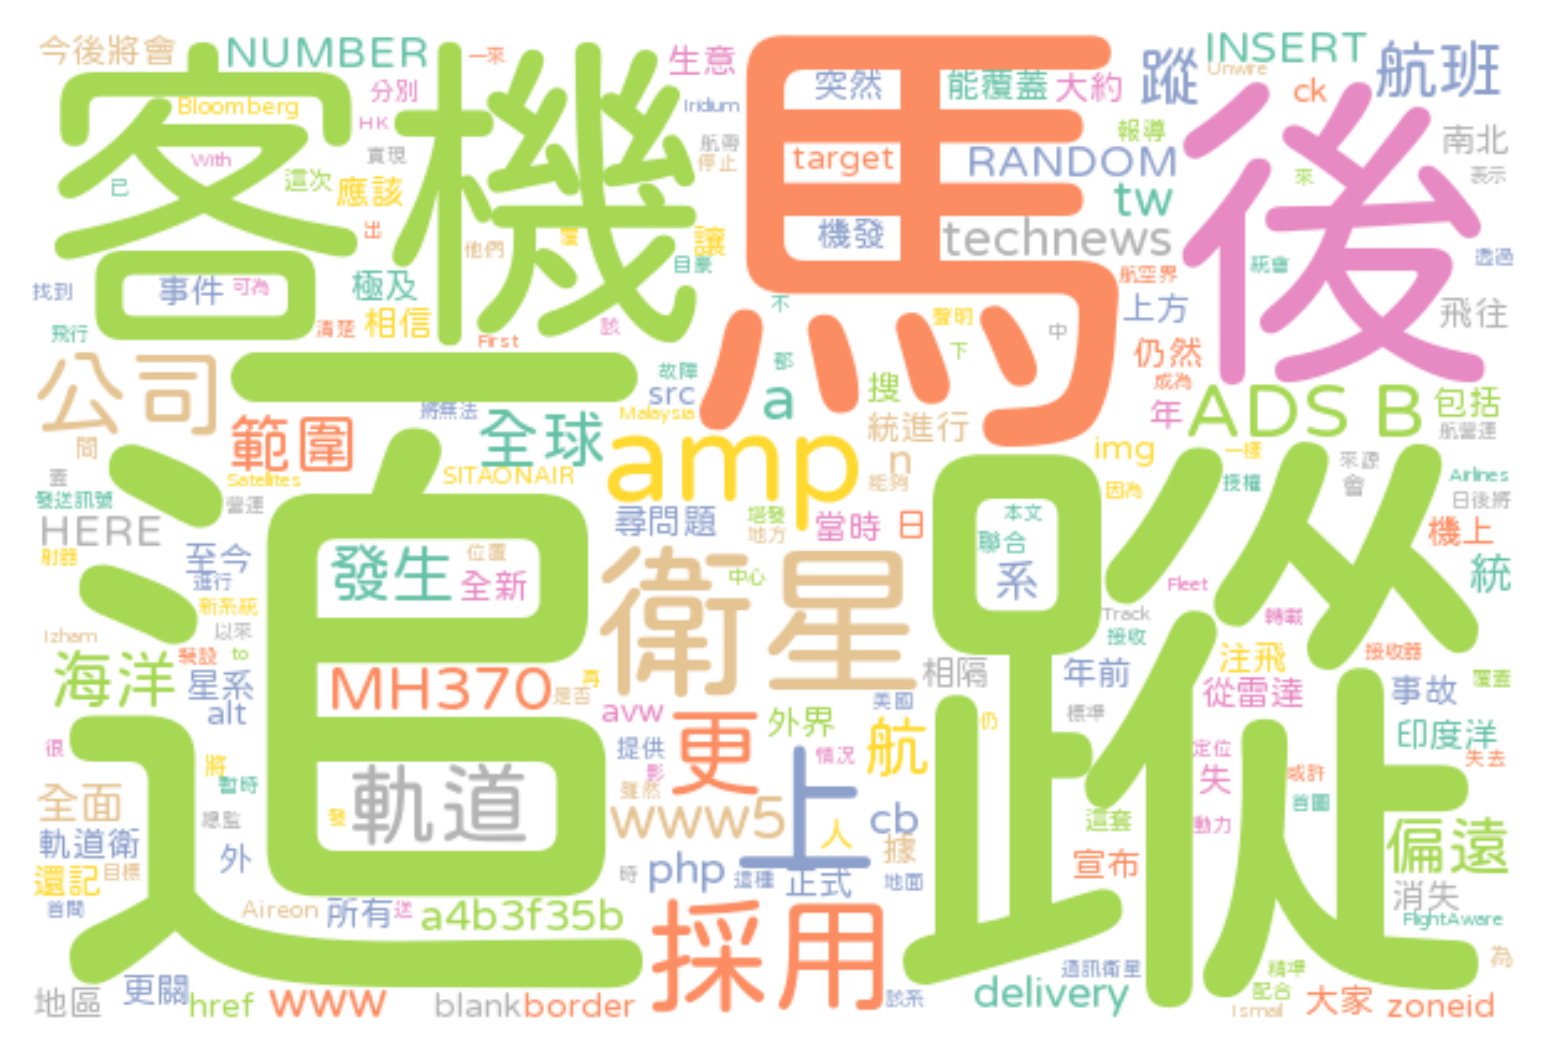 今後將會 NUMBER 一來 生意 突然 能覆蓋 大約 蹤 INSERT 航班
Bloomberg 分別 Iridium Unwire ck
客機 馬 後
HK With 實現 航帶 停止 target 報導 RANDOM 南北
已 這次 應該 tw 來 表示
出 他們 讓 機發 technews
事件 可為 極及 目裏 航空界 統會 透過
找到 相信 不 上方 飛往
飛行 清楚 First 該 聲明 中 仍然
公司 一 故障 都 下 成為
將無法 src a 搜 年 ADS B 包括
範圍 全球 Malaysia amp 統進行 航營運
間 Satellites SITAONAIR n img 一樣 來源
蓋 能夠 因為 授權 會 Airlines
發送訊號 營運 尋問題 塔發 當時 日 本文 日後將
HERE 地方 聯合 機上
射器 至今 發生 位置 衛星 系 統
進行 全新 中心 Fleet
追 蹤
新系統 Track 轉載
Izham 以來 接收
裝設 to 接收器
海洋 星系 MH370 是否 再 相隔 年前 注飛 覆蓋
alt avw 美國 從雷達 事故
很 外界 仍 標準 印度洋
將 提供 更 情況 航 定位 失去
全面 暫時 影 失 或許
總監 發 軌道 雖然 上 首圖
軌道衛 www5 人 cb 這套 動力 偏遠
外 據 宣布
還記 目標 時 php 這種 正式 地面 消失
首間 Aireon 所有 送 a4b3f35b FlightAware
採用 為
更關 通訊衛星 精準
地區 href www blank border 該系 delivery 配合 Ismail 大家 zoneid